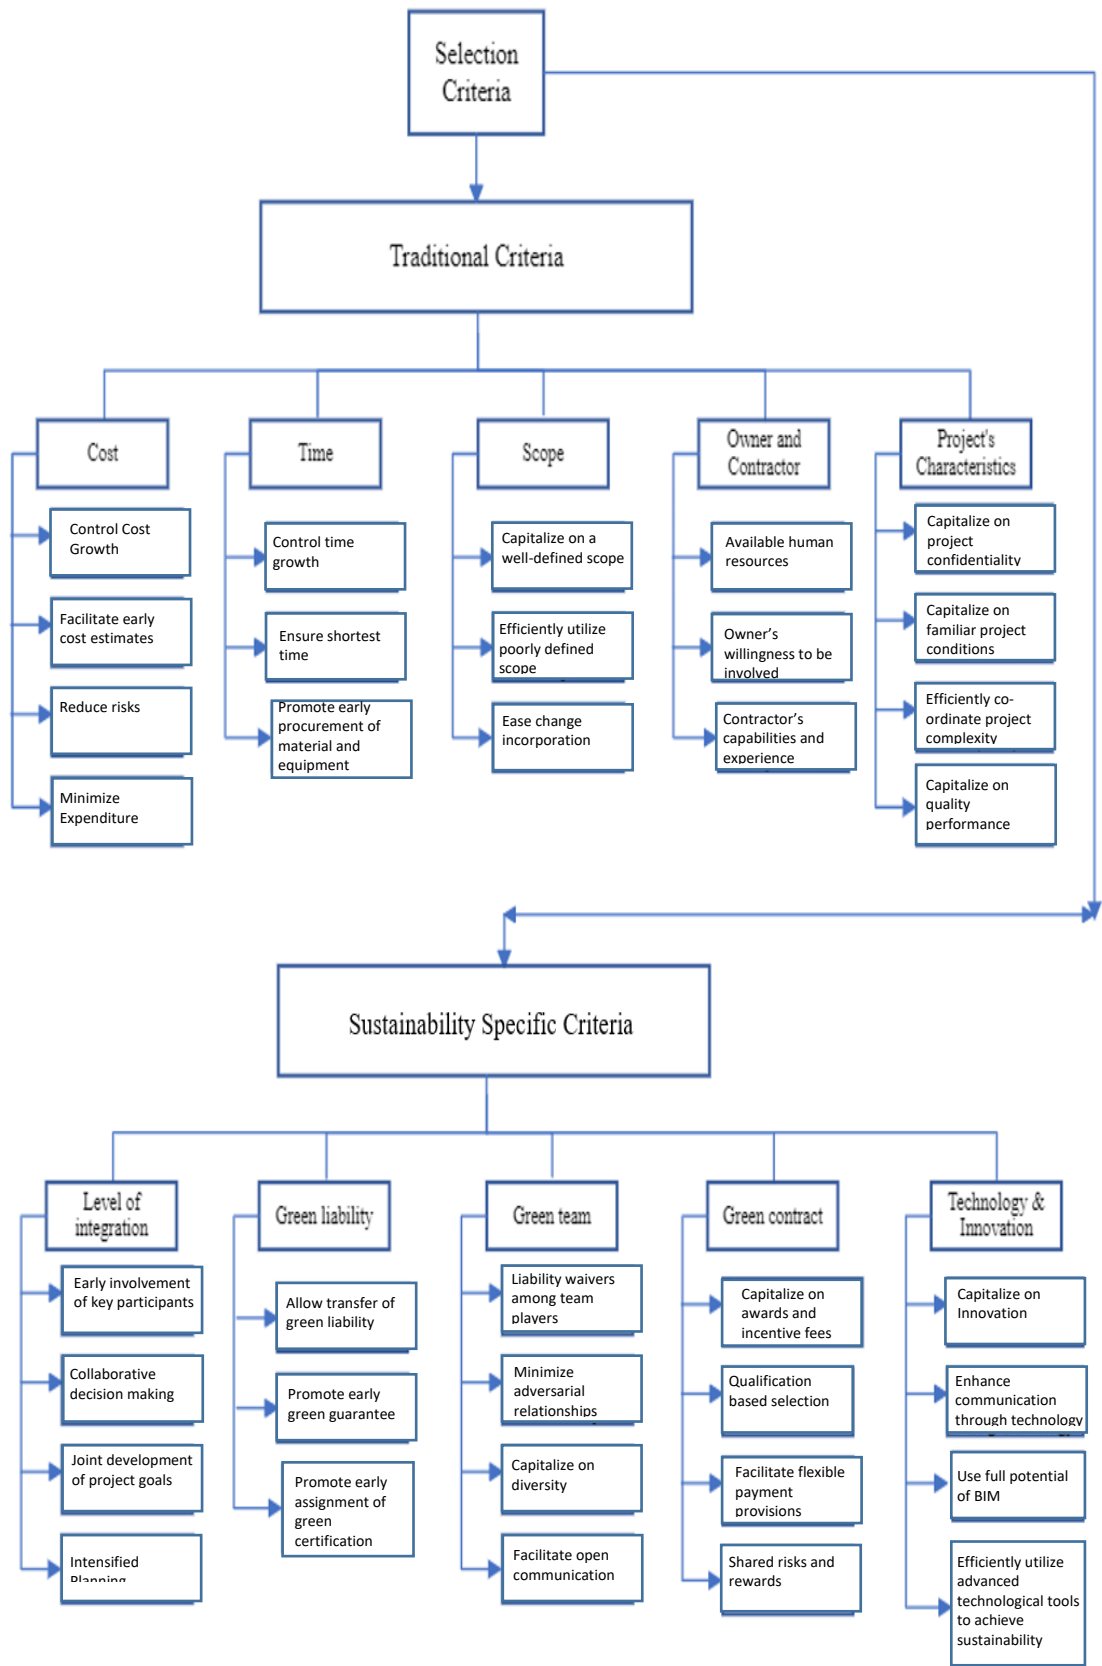 Selection
Criteria
Traditional Criteria
Cost
Time
Scope
Owner and
Contractor
Project's
Characteristics
Control Cost
Growth
Facilitate early
cost estimates
Reduce risks
Minimize
Expenditure
Control time
growth
Ensure shortest
time
Promote early
procurement of
material and
equipment
Capitalize on a
well-defined scope
Efficiently utilize
poorly defined
scope
Ease change
incorporation
Available human
resources
Owner's
willingness to be
involved
Contractor's
capabilities and
experience
Capitalize on
project
confidentiality
Capitalize on
familiar project
conditions
Efficiently co-
ordinate project
complexity
Capitalize on
quality
performance
Sustainability Specific Criteria
Level of
integration
Green liability
Green team
Green contract
Technology &
Innovation
Early involvement
of key participants
Collaborative
decision making
Joint development
of project goals
Intensified
Planning
Allow transfer of
green liability
Promote early
green guarantee
Promote early
assignment of
green
certification
Liability waivers
among team
players
Minimize
adversarial
relationships
Capitalize on
diversity
Facilitate open
communication
Capitalize on
awards and
incentive fees
Qualification
based selection
Facilitate flexible
payment
provisions
Shared risks and
rewards
Capitalize on
Innovation
Enhance
communication
through technology
Use full potential
of BIM
Efficiently utilize
advanced
technological tools
to achieve
sustainability